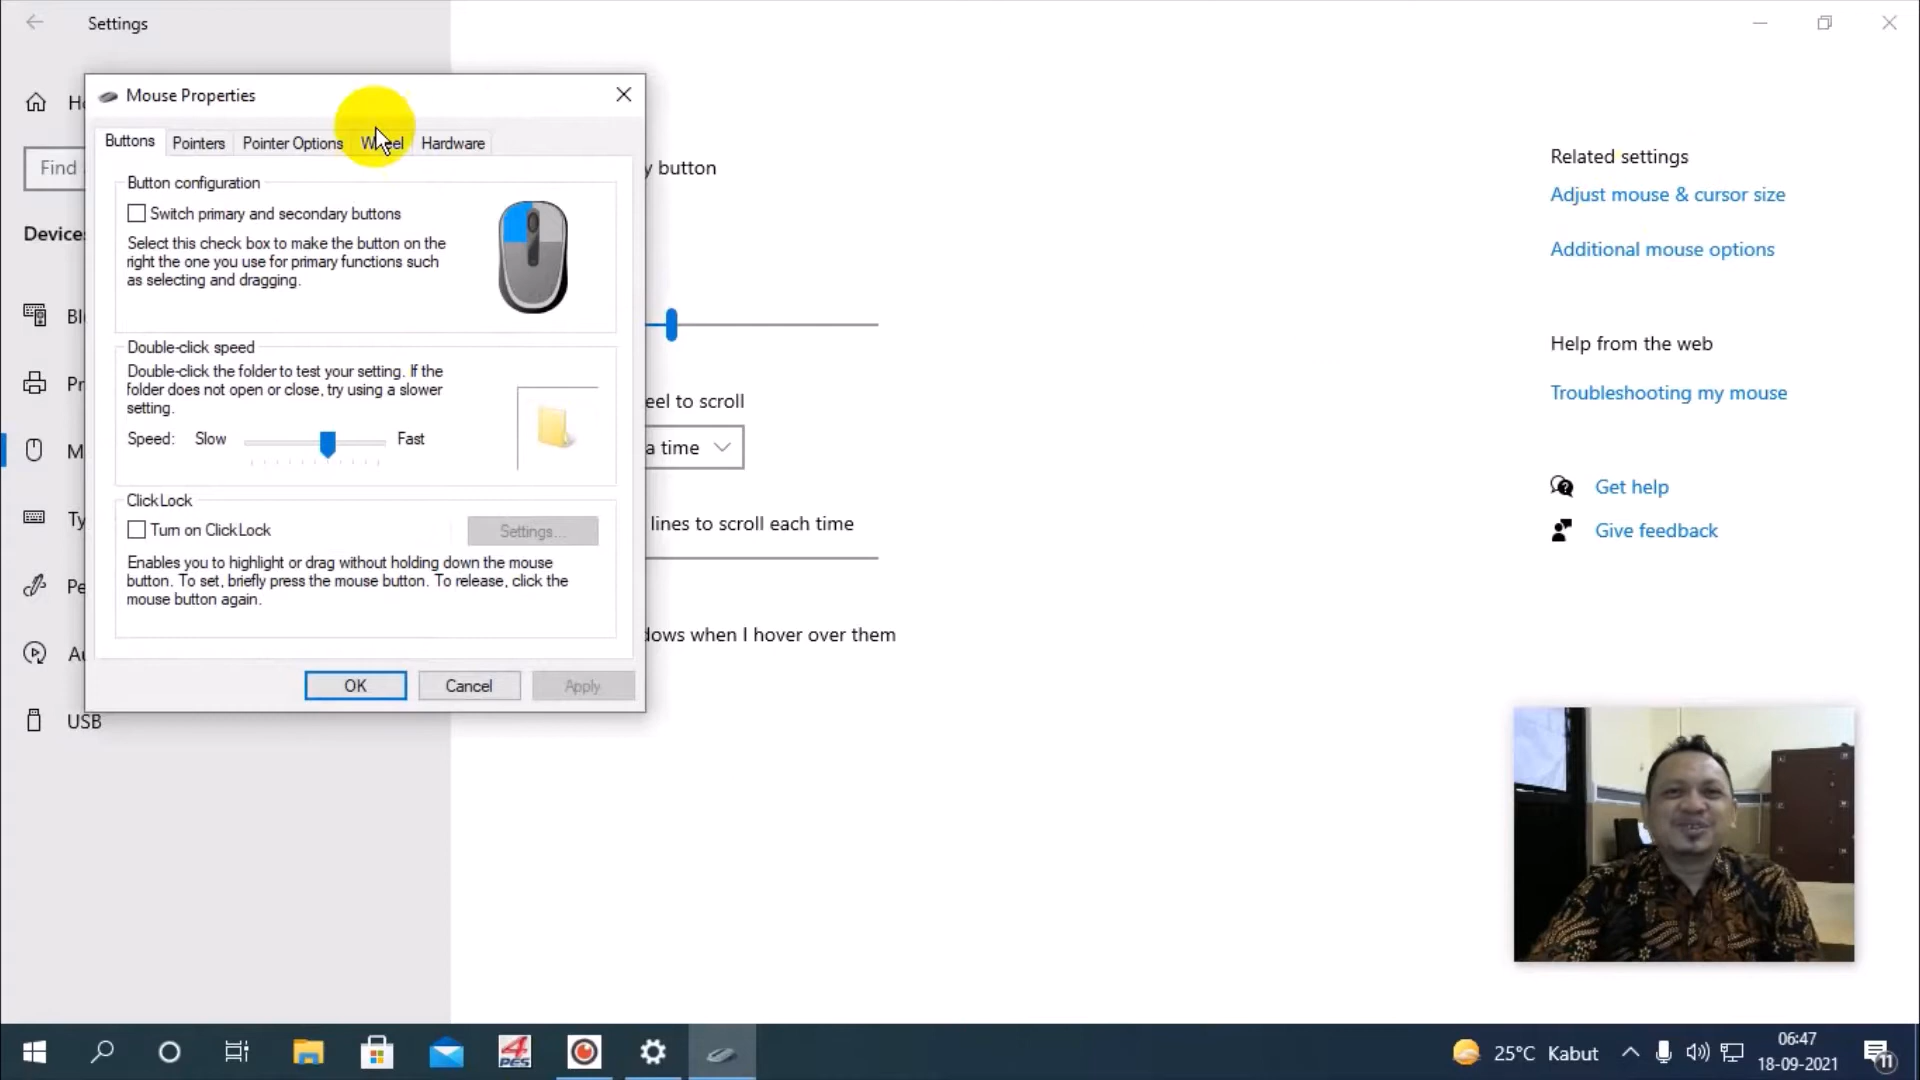 Settings
Find
Devices
USB
Mouse Properties
Buttons
Pointers
Pointer Options
Hardware
Button configuration
Switch primary and secondary buttons
Select this check box to make the button on the
right the one you use for primary functions such
as selecting and dragging.
Double-click speed
Double-click the folder to test your setting. If the
folder does not open or close, try using a slower
setting.
Speed:
Slow
Fast
ClickLock
Turn on ClickLock
Settings...
Enables you to highlight or drag without holding down the mouse
button. To set, briefly press the mouse button. To release, click the
mouse button again.
OK
Cancel
Apply
y button
eel to scroll
a time
lines to scroll each time
dows when I hover over them
Related settings
Adjust mouse & cursor size
Additional mouse options
Help from the web
Troubleshooting my mouse
Get help
Give feedback
4
PES
25°C Kabut
06:47
18-09-2021
11